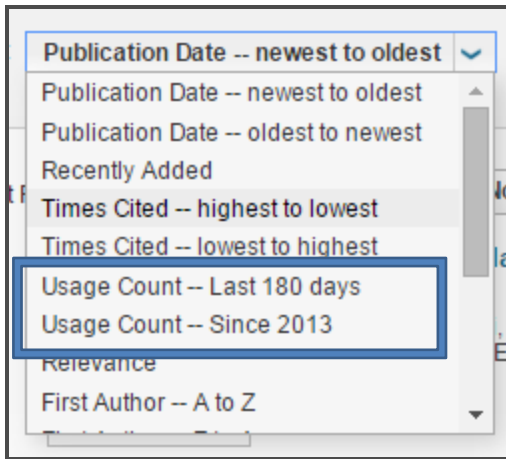 Publication Date -- newest to oldest
Publication Date -- newest to oldest
Publication Date -- oldest to newest
Recently Added
Times Cited -- highest to lowest
Times Cited -- lowest to highest
Usage Count -- Last 180 days
Usage Count -- Since 2013
Relevance
First Author -- A to Z